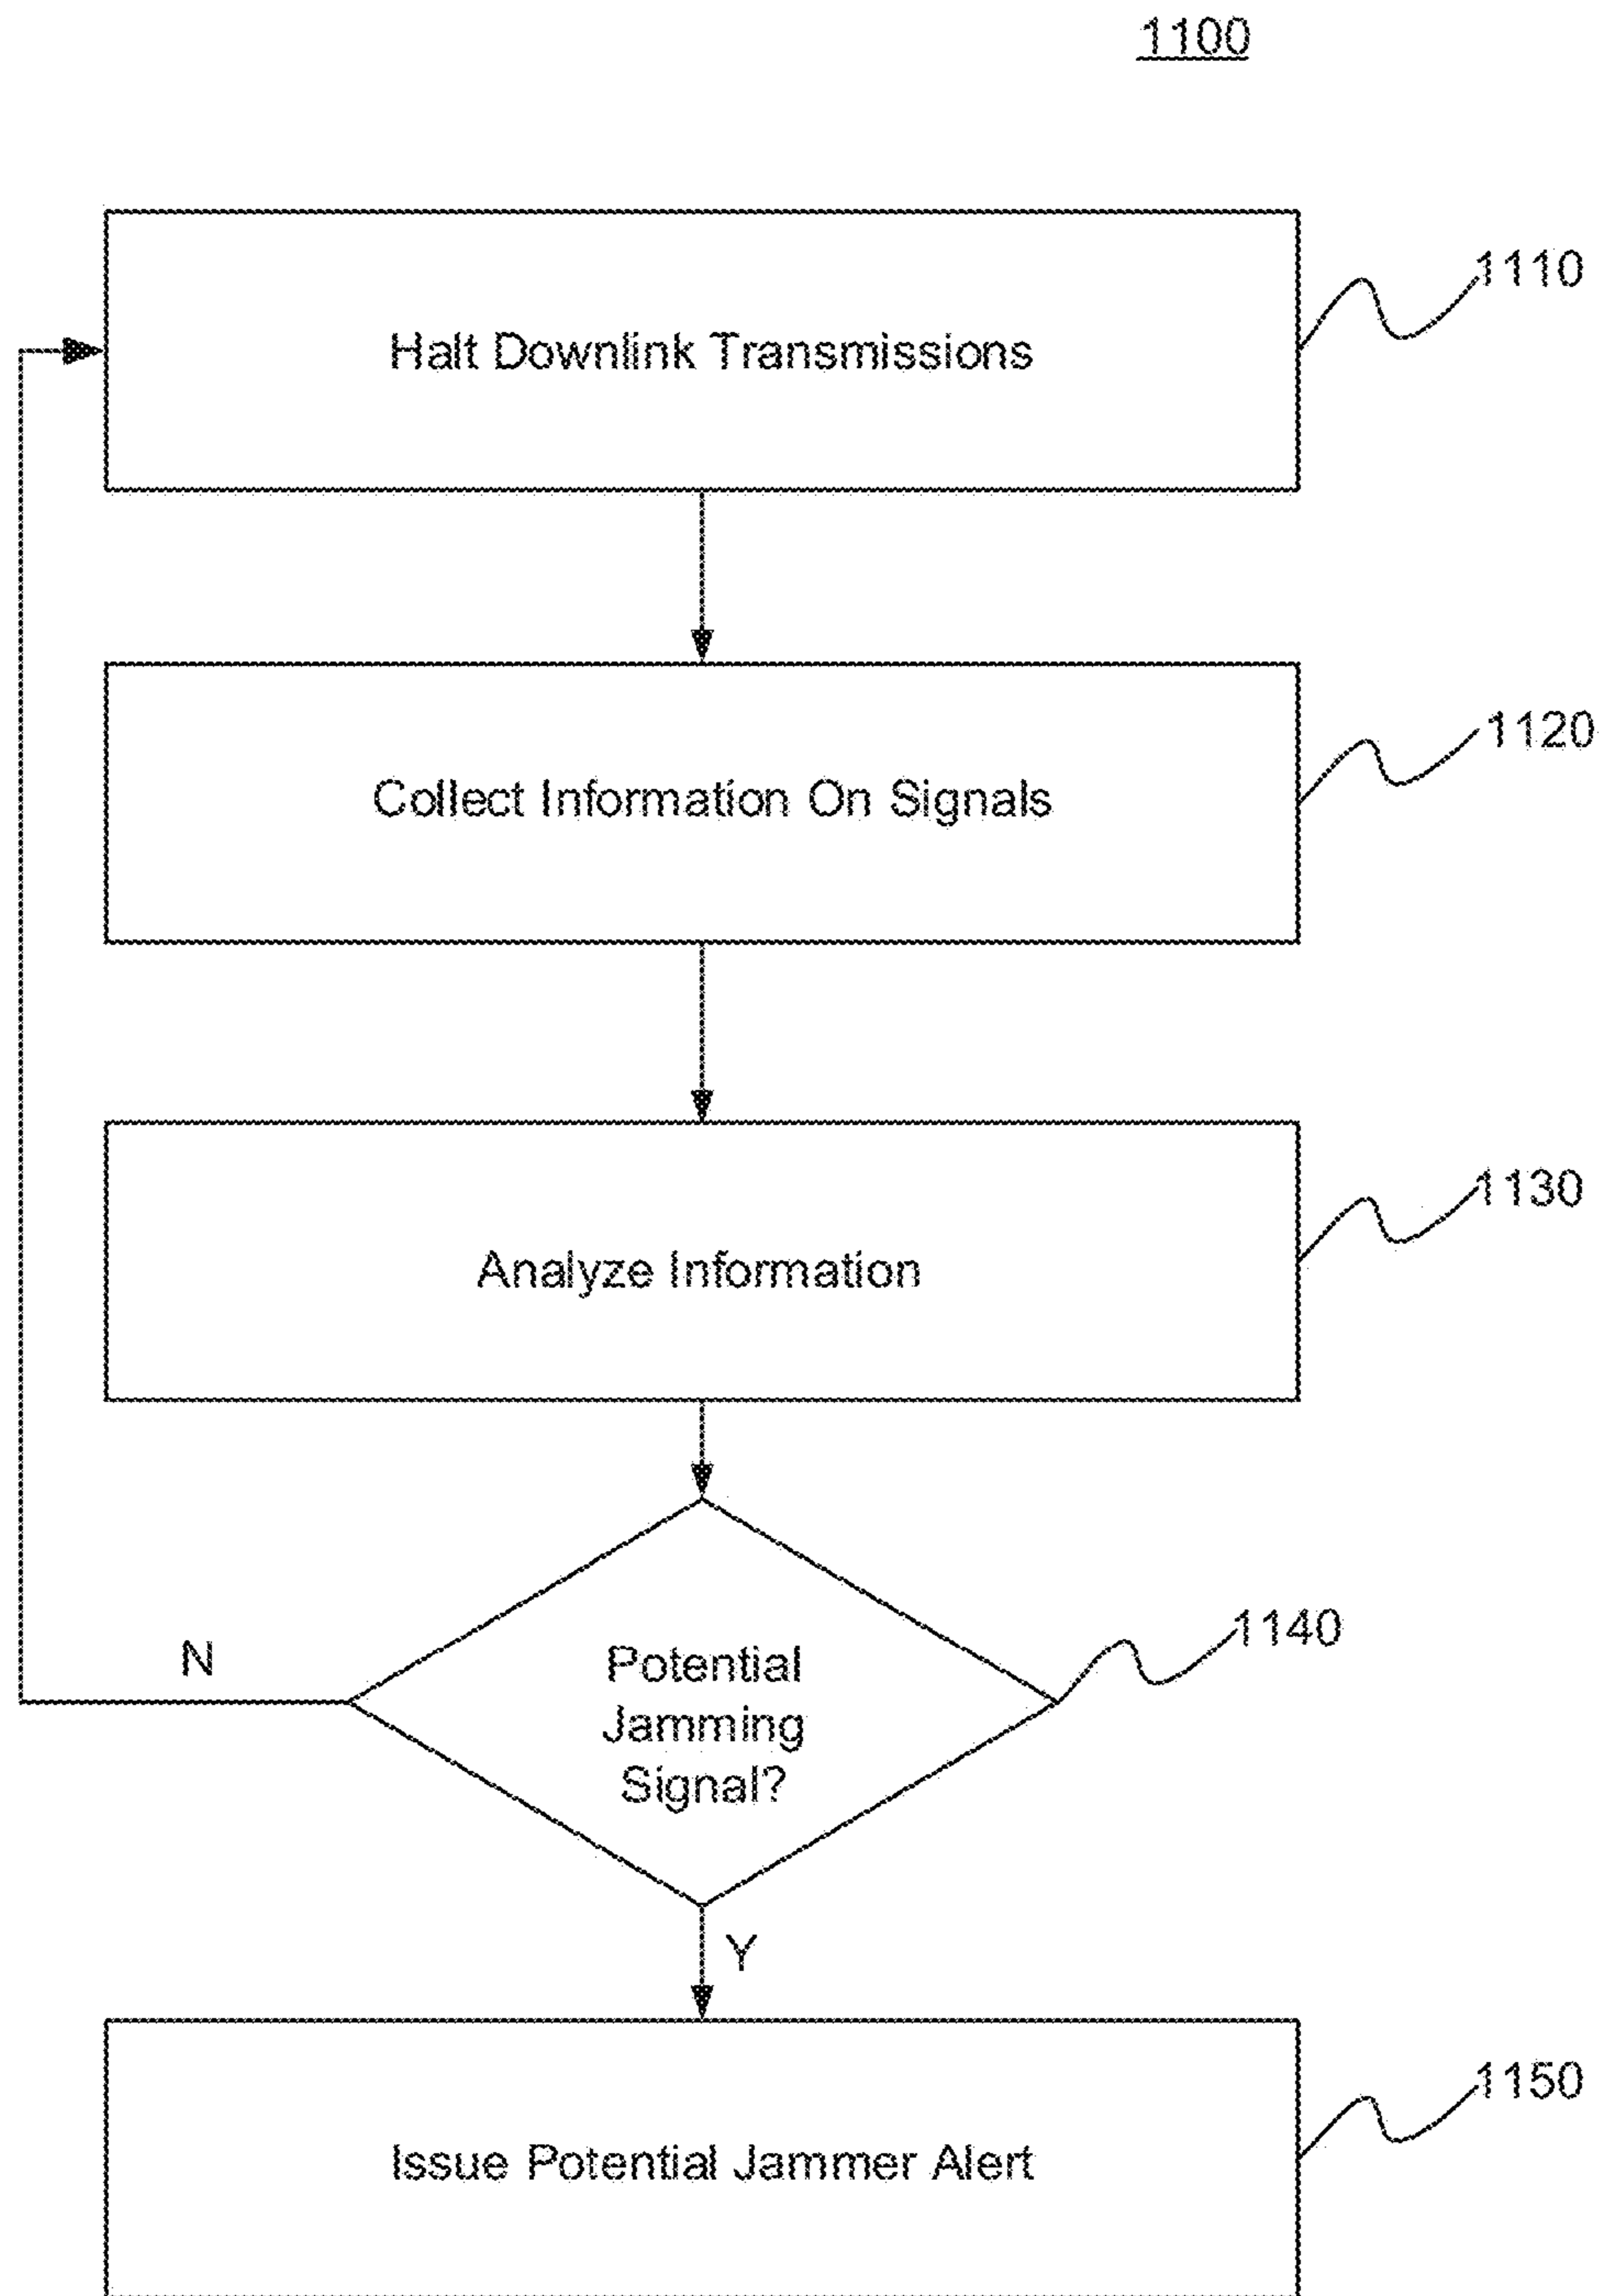 1100
Halt Downlink Transmissions
1110
Collect Information On Signals
1120
Analyze Information
1130
Potential
Jamming
Signal?
1140
N
Y
Issue Potential Jammer Alert
1150